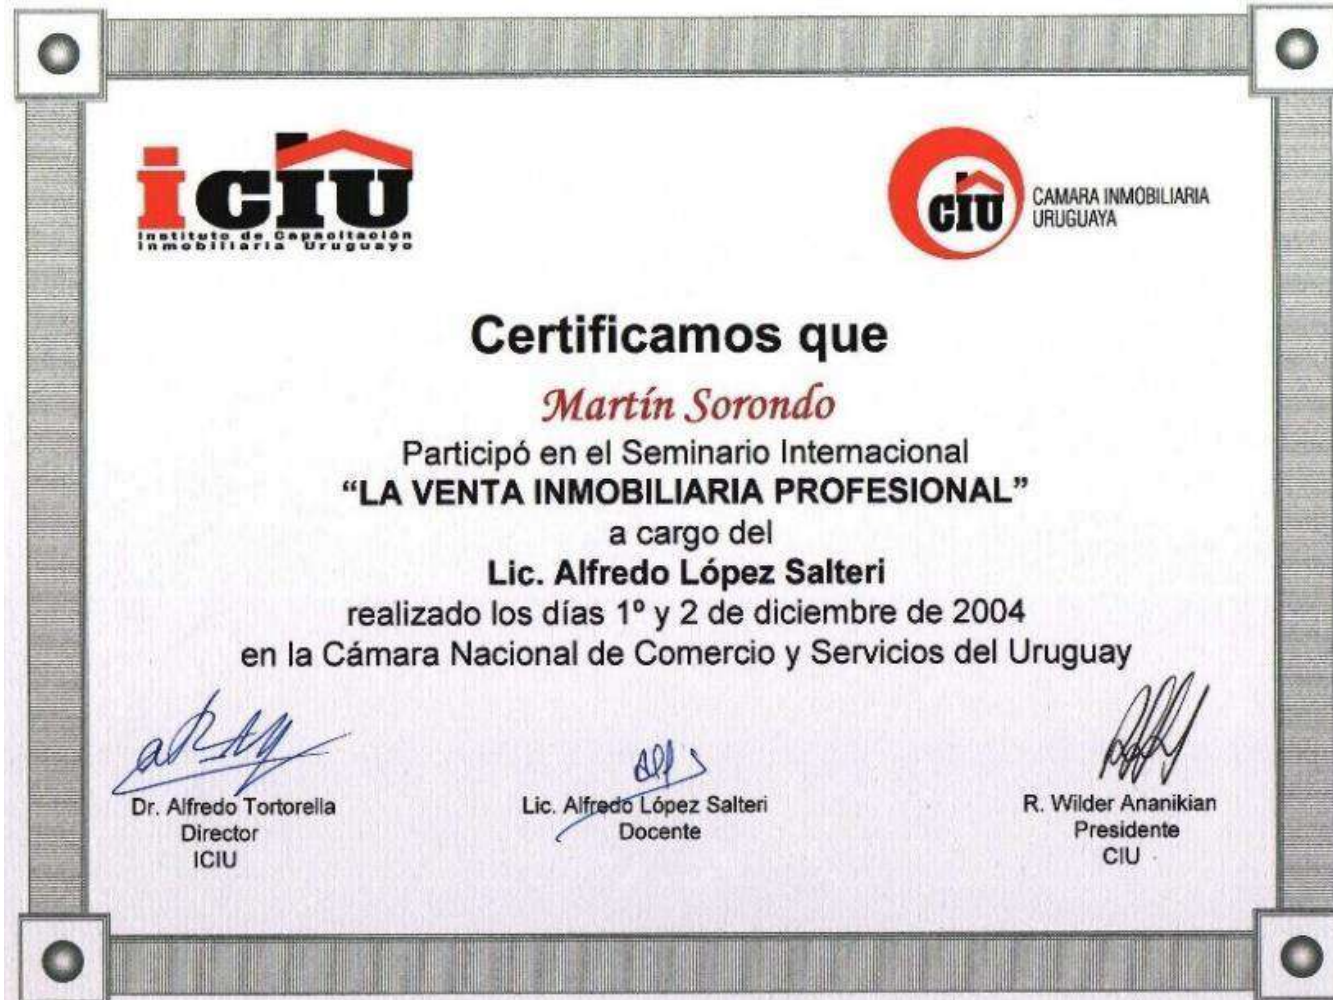 iCIU
Instituto de Capacitación
Inmobiliaria Uruguayo
CIU
CAMARA INMOBILIARIA
URUGUAYA
Certificamos que
Martín Sorondo
Participó en el Seminario Internacional
“LA VENTA INMOBILIARIA PROFESIONAL”
a cargo del
Lic. Alfredo López Salteri
realizado los días 1º y 2 de diciembre de 2004
en la Cámara Nacional de Comercio y Servicios del Uruguay
Dr. Alfredo Tortorella
Director
ICIU
Lic. Alfredo López Salteri
Docente
R. Wilder Ananikian
Presidente
CIU